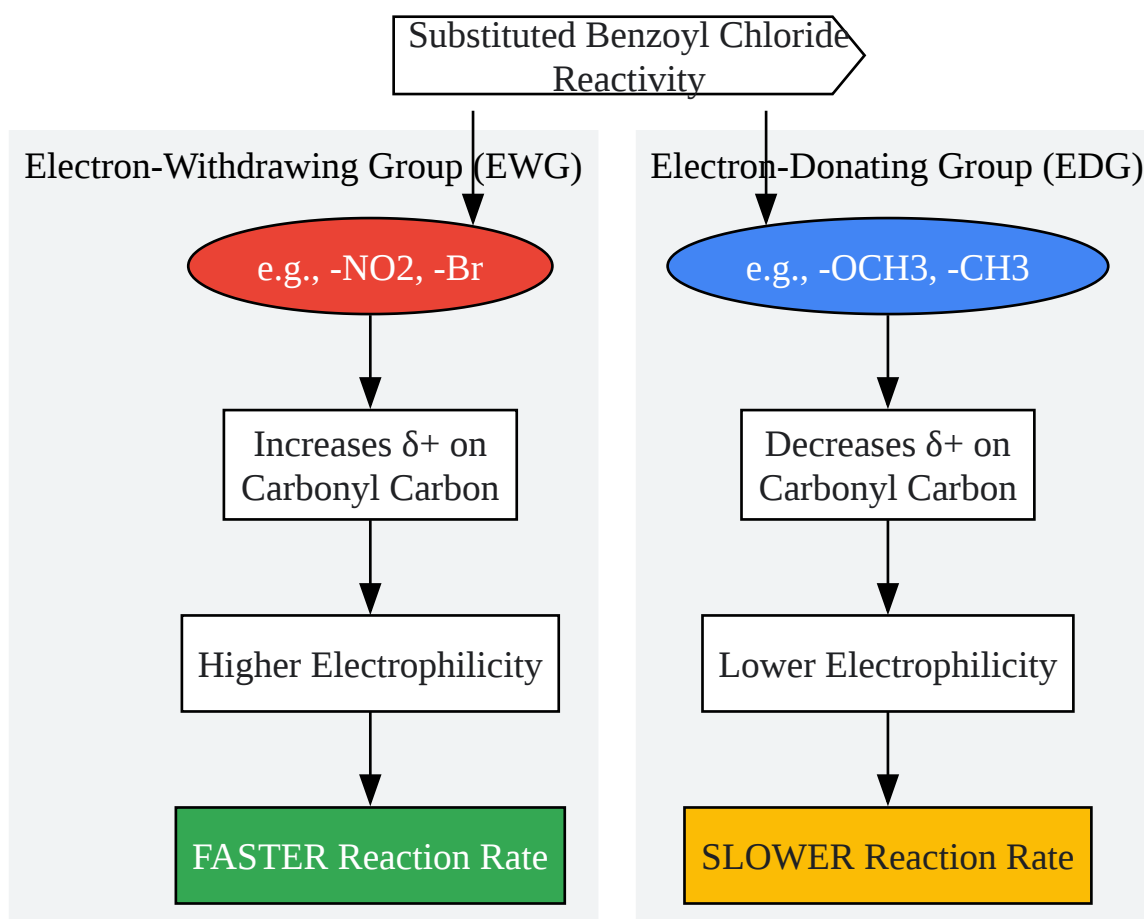 Substituted Benzoyl Chloride
Reactivity
Electron-Withdrawing Group (EWG)
e.g., -NO2, -Br
Increases δ+ on
Carbonyl Carbon
Higher Electrophilicity
FASTER Reaction Rate
Electron-Donating Group (EDG)
e.g., -OCH3, -CH3
Decreases δ+ on
Carbonyl Carbon
Lower Electrophilicity
SLOWER Reaction Rate